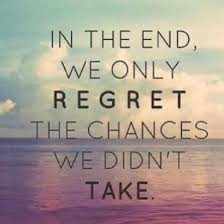 IN THE END,
WE ONLY
REGRET
THE CHANCES
WE DIDN'T
TAKE.